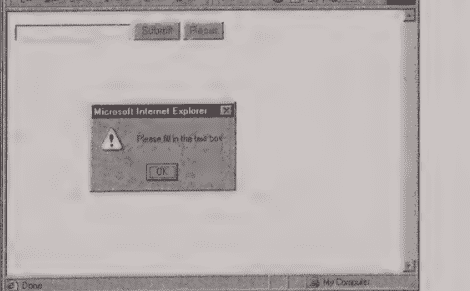 Submit Reset
Microsoft Internet Explorer
Please fill in the text box
OK
Done My Computer